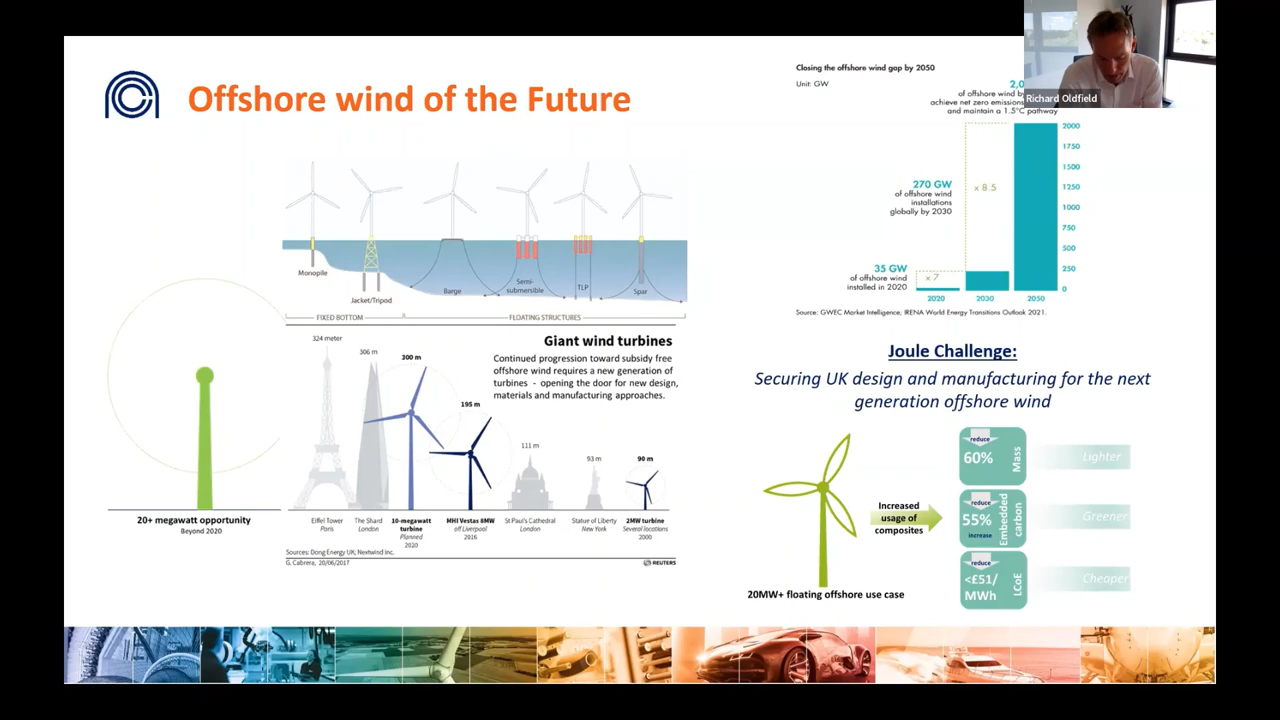 Offshore wind of the Future
Closing the offshore wind gap by 2050
Unit: GW
2,0
of offshore wind b
achieve net zero emissions
and maintain a 1.5°C pathway
Richard Oldfield
2000
1750
1500
1250
1000
750
500
250
0
270 GW
of offshore wind
installations
globally by 2030
x 8.5
35 GW
of offshore wind
installed in 2020
x 7
2020 2030 2050
Source: GWEC Market Intelligence; IRENA World Energy Transitions Outlook 2021.
Monopile
Jacket/Tripod
Barge
Semi-
submersible
TLP
Spar
FIXED BOTTOM
FLOATING STRUCTURES
Giant wind turbines
Continued progression toward subsidy free
offshore wind requires a new generation of
turbines - opening the door for new design,
materials and manufacturing approaches.
324 meter
306 m
300 m
195 m
111 m
93 m
90 m
Eiffel Tower
Paris
The Shard
London
10-megawatt
turbine
Planned
2020
MHI Vestas 8MW
off Liverpool
2016
St Paul's Cathedral
London
Statue of Liberty
New York
2MW turbine
Several locations
2000
20+ megawatt opportunity
Beyond 2020
Sources: Dong Energy UK; Nextwind Inc.
G. Cabrera, 20/06/2017
REUTERS
Joule Challenge:
Securing UK design and manufacturing for the next
generation offshore wind
Increased
usage of
composites
20MW+ floating offshore use case
reduce
60%
Mass
Lighter
reduce
55%
increase
Embedded
carbon
Greener
reduce
<£51/
MWh
LCoE
Cheaper